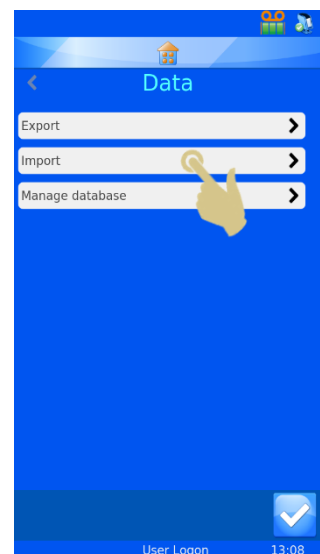 Data
Export
Import
Manage database
User Logon 13:08